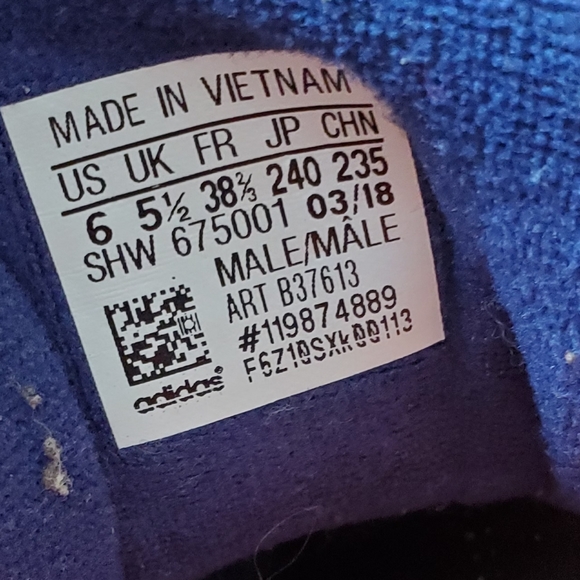 MADE IN VIETNAM
US UK FR JP CHN
6 5½ 38⅔ 240 235
SHW 675001 03/18
MALE/MÂLE
ART B37613
#119874889
F6Z10SXk00113
adidas®